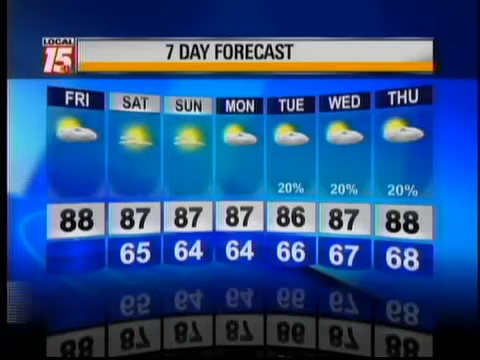 LOCAL
15
7 DAY FORECAST
FRI SAT SUN MON TUE WED THU
20% 20% 20%
88 87 87 87 86 87 88
65 64 64 66 67 68